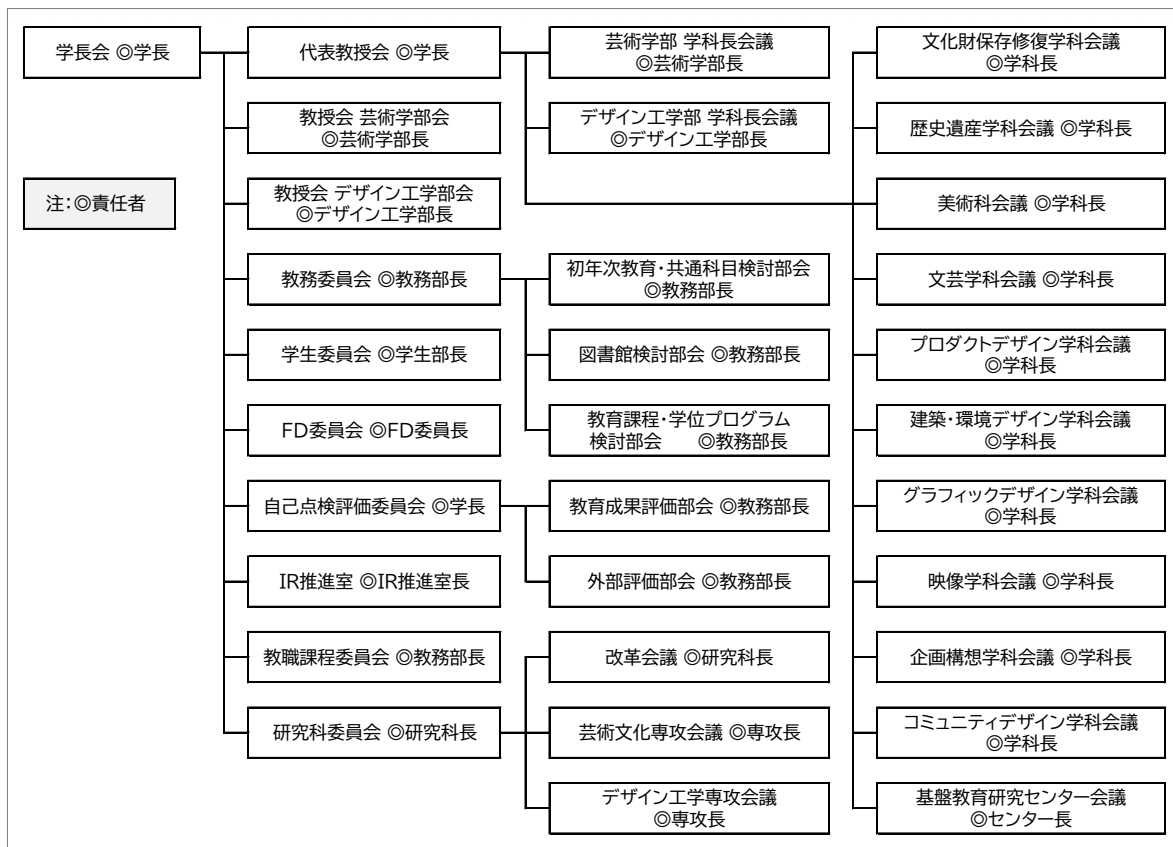 学長会 ◎学長
注：◎責任者
代表教授会 ◎学長
教授会 芸術学部会
◎芸術学部長
教授会 デザイン工学部会
◎デザイン工学部長
教務委員会 ◎教務部長
学生委員会 ◎学生部長
FD委員会 ◎FD委員長
自己点検評価委員会 ◎学長
IR推進室 ◎IR推進室長
教職課程委員会 ◎教務部長
研究科委員会 ◎研究科長
芸術学部 学科長会議
◎芸術学部長
デザイン工学部 学科長会議
◎デザイン工学部長
初年次教育・共通科目検討部会
◎教務部長
図書館検討部会 ◎教務部長
教育課程・学位プログラム
検討部会　　◎教務部長
教育成果評価部会 ◎教務部長
外部評価部会 ◎教務部長
改革会議 ◎研究科長
芸術文化専攻会議 ◎専攻長
デザイン工学専攻会議
◎専攻長
文化財保存修復学科会議
◎学科長
歴史遺産学科会議 ◎学科長
美術科会議 ◎学科長
文芸学科会議 ◎学科長
プロダクトデザイン学科会議
◎学科長
建築・環境デザイン学科会議
◎学科長
グラフィックデザイン学科会議
◎学科長
映像学科会議 ◎学科長
企画構想学科会議 ◎学科長
コミュニティデザイン学科会議
◎学科長
基盤教育研究センター会議
◎センター長